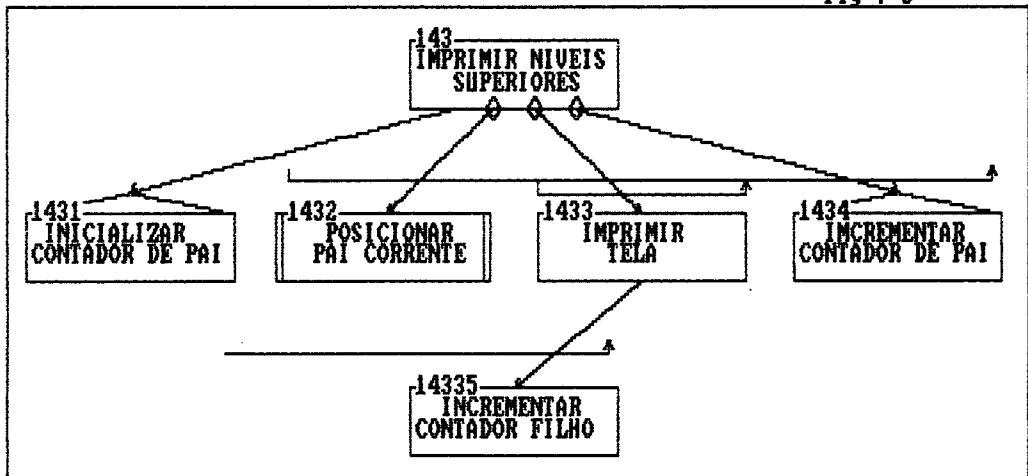 143
IMPRIMIR NIVEIS
SUPERIORES
1431
INICIALIZAR
CONTADOR DE PAI
1432
POSICIONAR
PAI CORRENTE
1433
IMPRIMIR
TELA
1434
IMCREMENTAR
CONTADOR DE PAI
14335
INCREMENTAR
CONTADOR FILHO